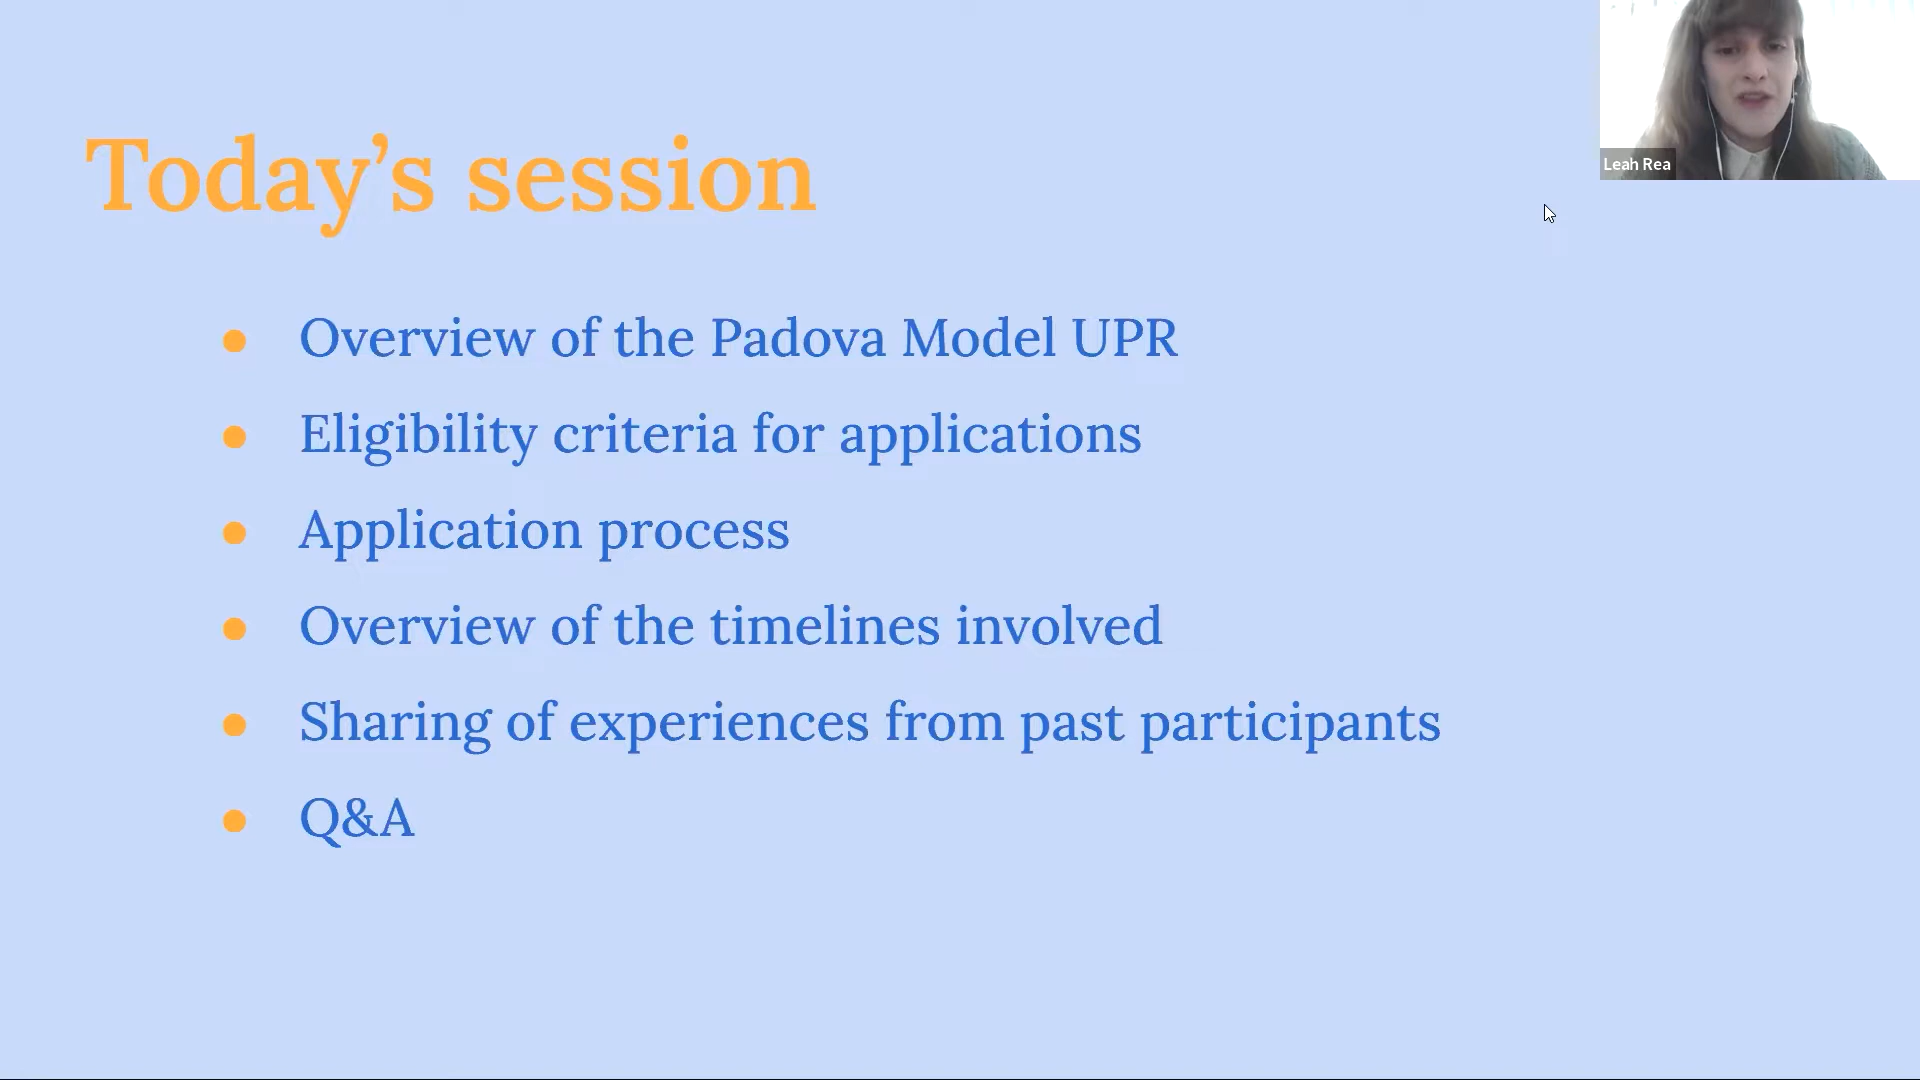 Today’s session
Leah Rea
● Overview of the Padova Model UPR
● Eligibility criteria for applications
● Application process
● Overview of the timelines involved
● Sharing of experiences from past participants
● Q&A